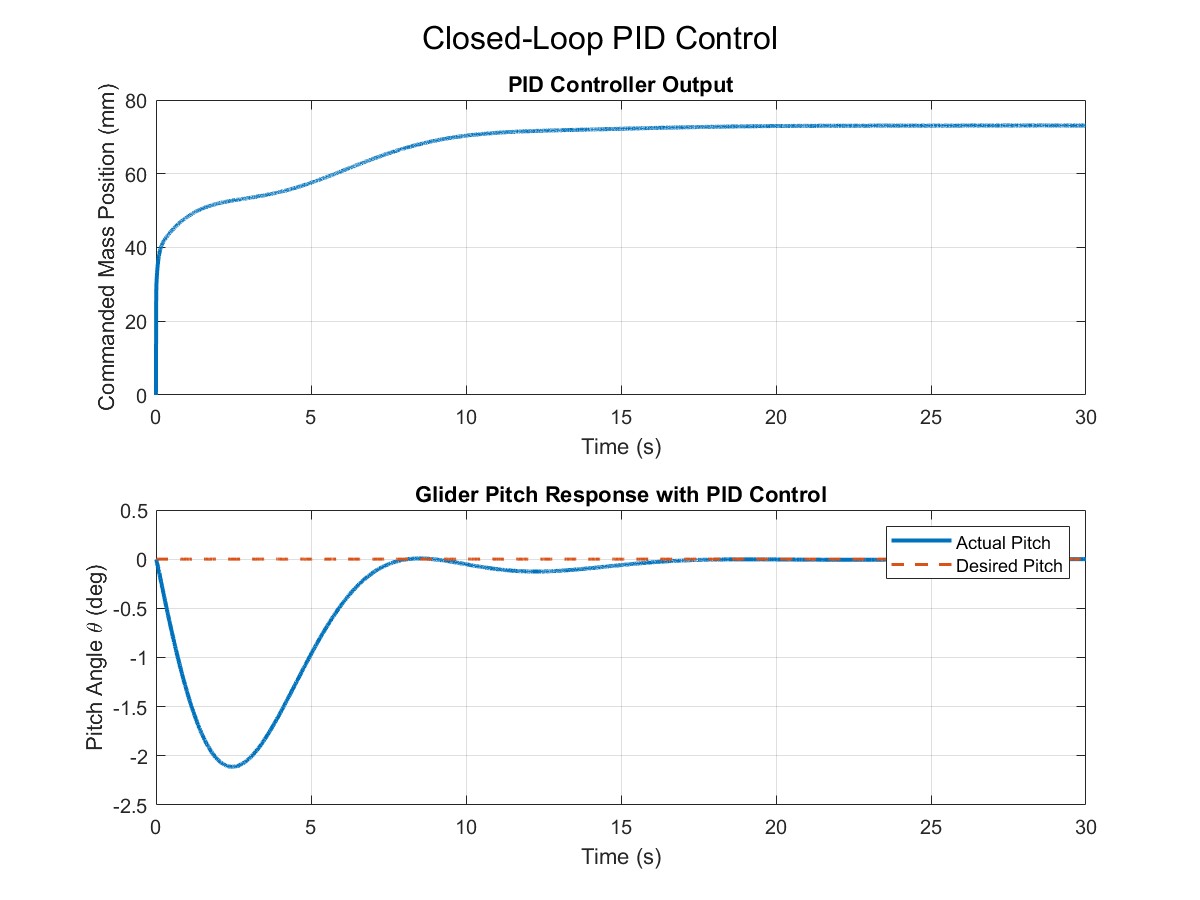 Closed-Loop PID Control
PID Controller Output
Commanded Mass Position (mm)
80
60
40
20
0
0 5 10 15 20 25 30
Time (s)
Glider Pitch Response with PID Control
Pitch Angle θ (deg)
0.5
0
-0.5
-1
-1.5
-2
-2.5
Actual Pitch
Desired Pitch
0 5 10 15 20 25 30
Time (s)